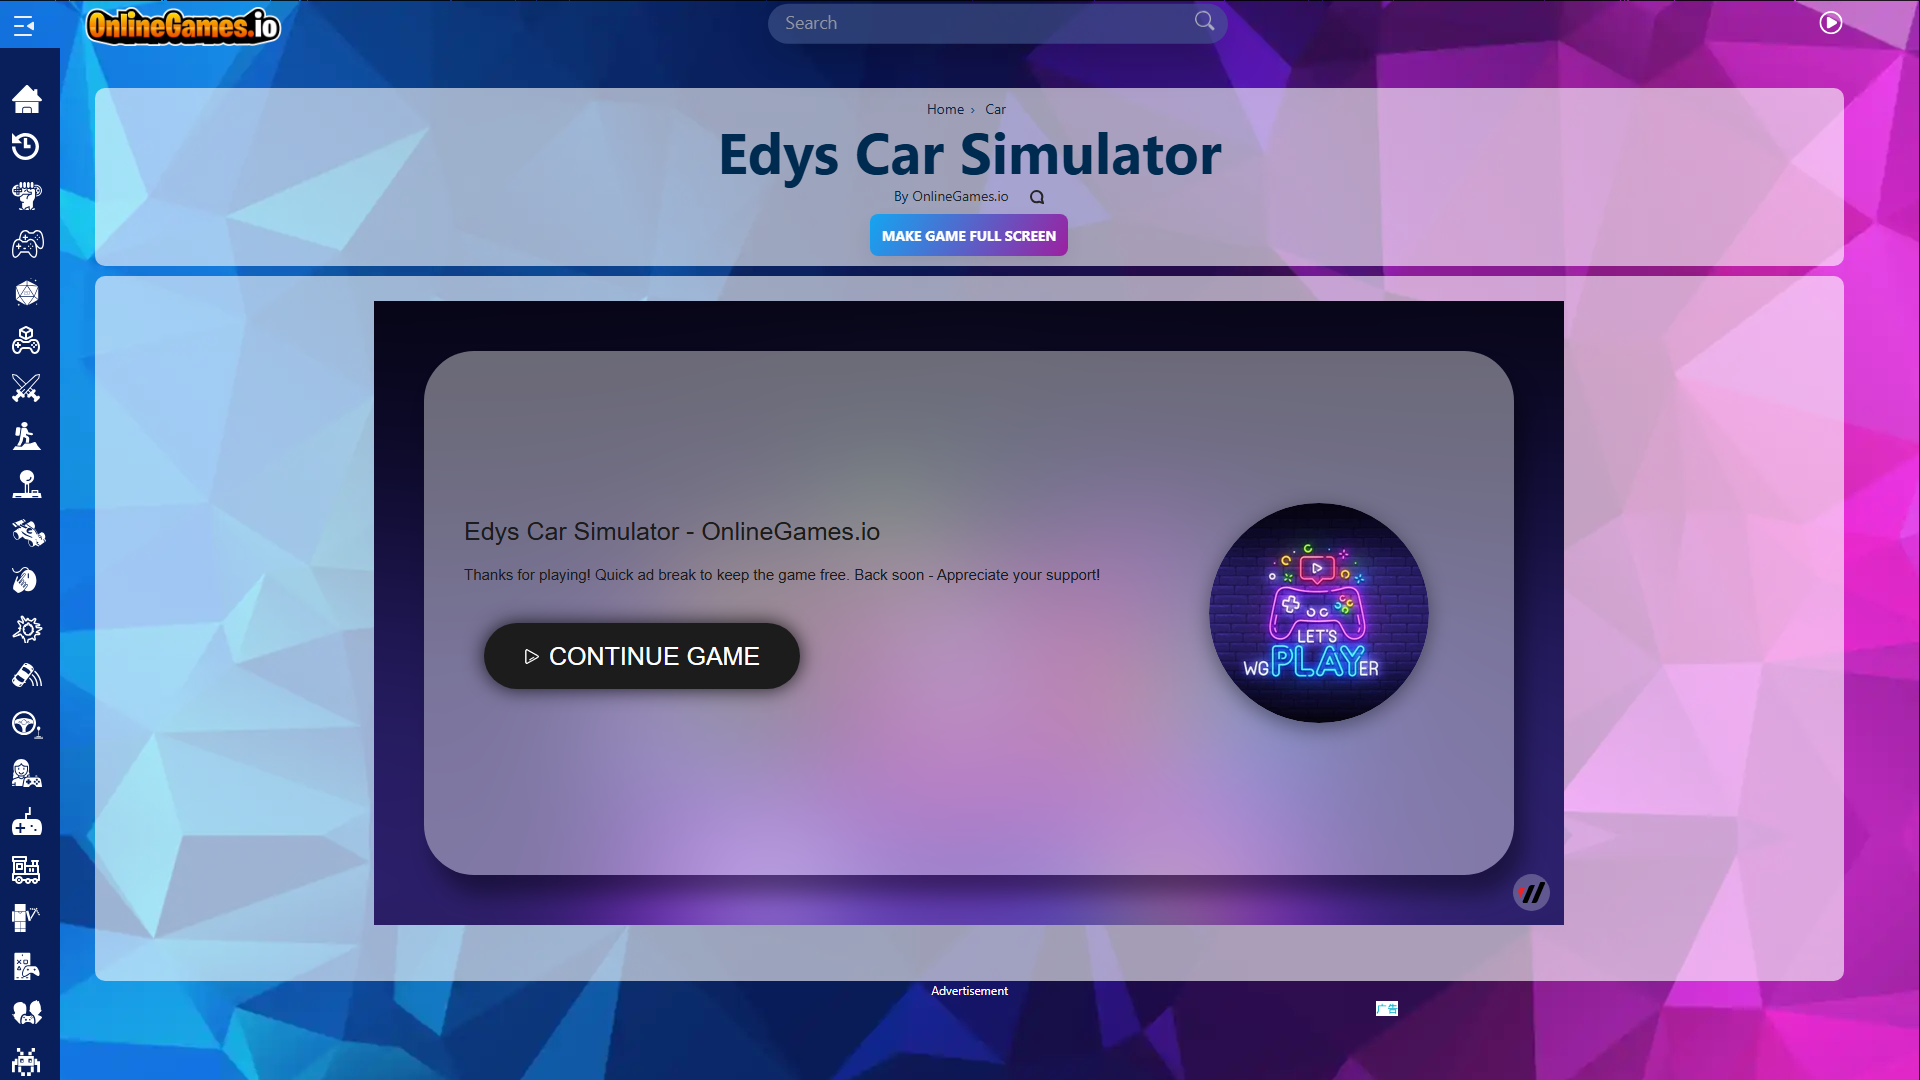 OnlineGames.io
Search
Home › Car
Edys Car Simulator
By OnlineGames.io
MAKE GAME FULL SCREEN
Edys Car Simulator - OnlineGames.io
Thanks for playing! Quick ad break to keep the game free. Back soon - Appreciate your support!
CONTINUE GAME
LET'S
WGPLAYER
Advertisement
广告